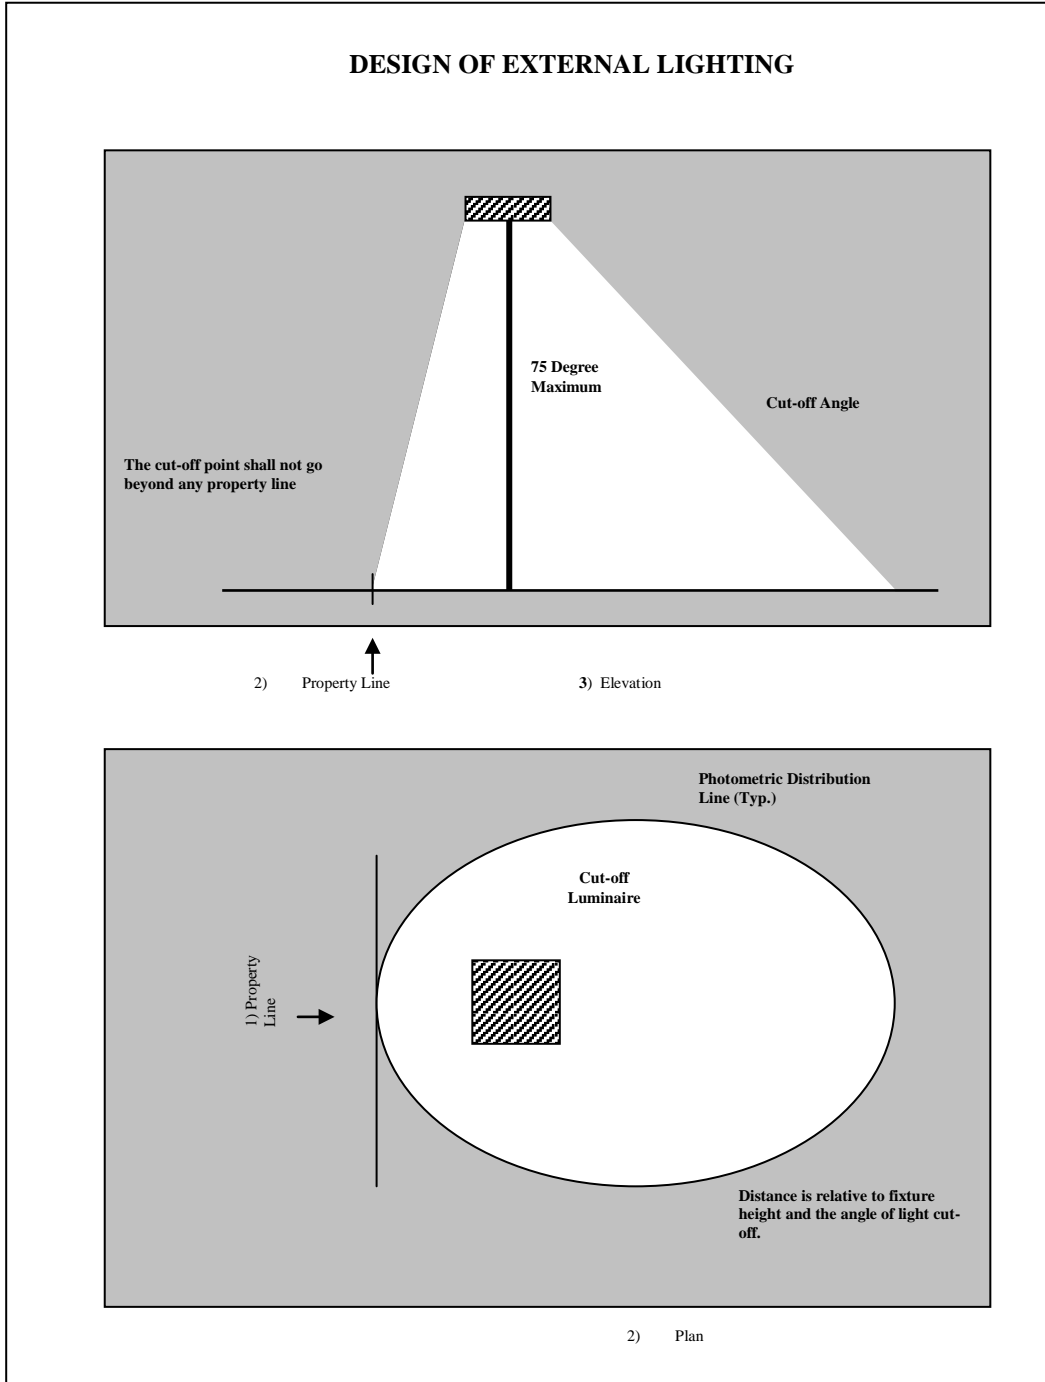 DESIGN OF EXTERNAL LIGHTING
75 Degree
Maximum
Cut-off Angle
The cut-off point shall not go
beyond any property line
2) Property Line
3) Elevation
Photometric Distribution
Line (Typ.)
Cut-off
Luminaire
1) Property
Line
Distance is relative to fixture
height and the angle of light cut-
off.
2) Plan